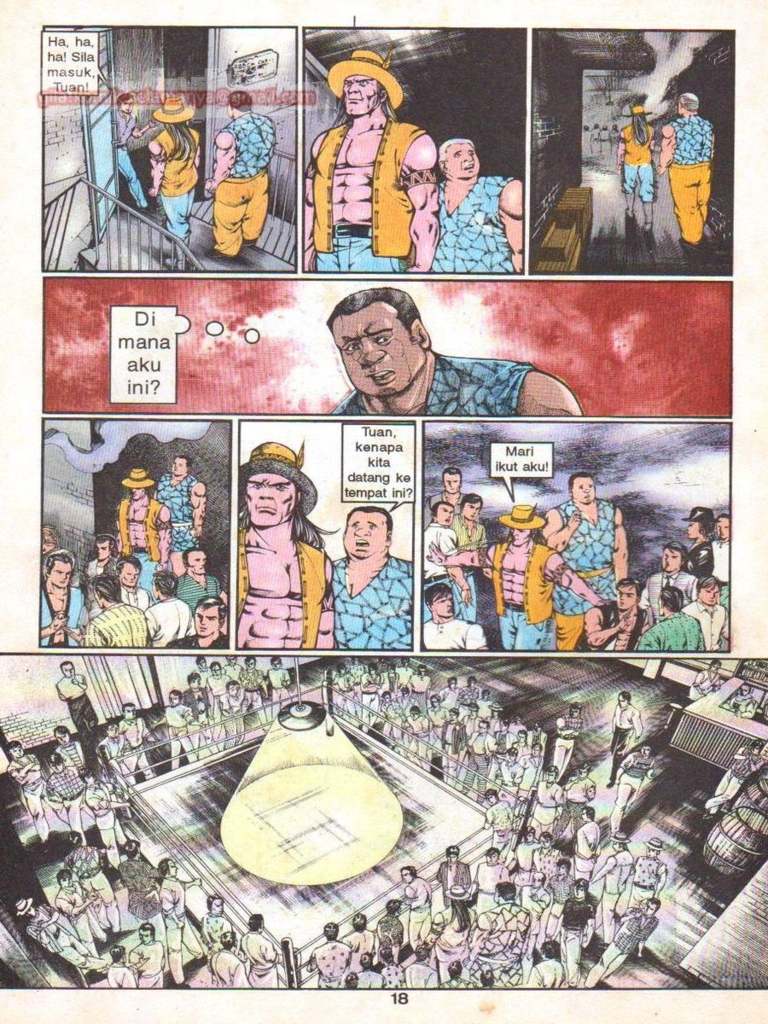 Ha, ha,
ha! Sila
masuk,
Tuan!
Di
mana
aku
ini?
Tuan,
kenapa
kita
datang ke
tempat ini?
Mari
ikut aku!
18